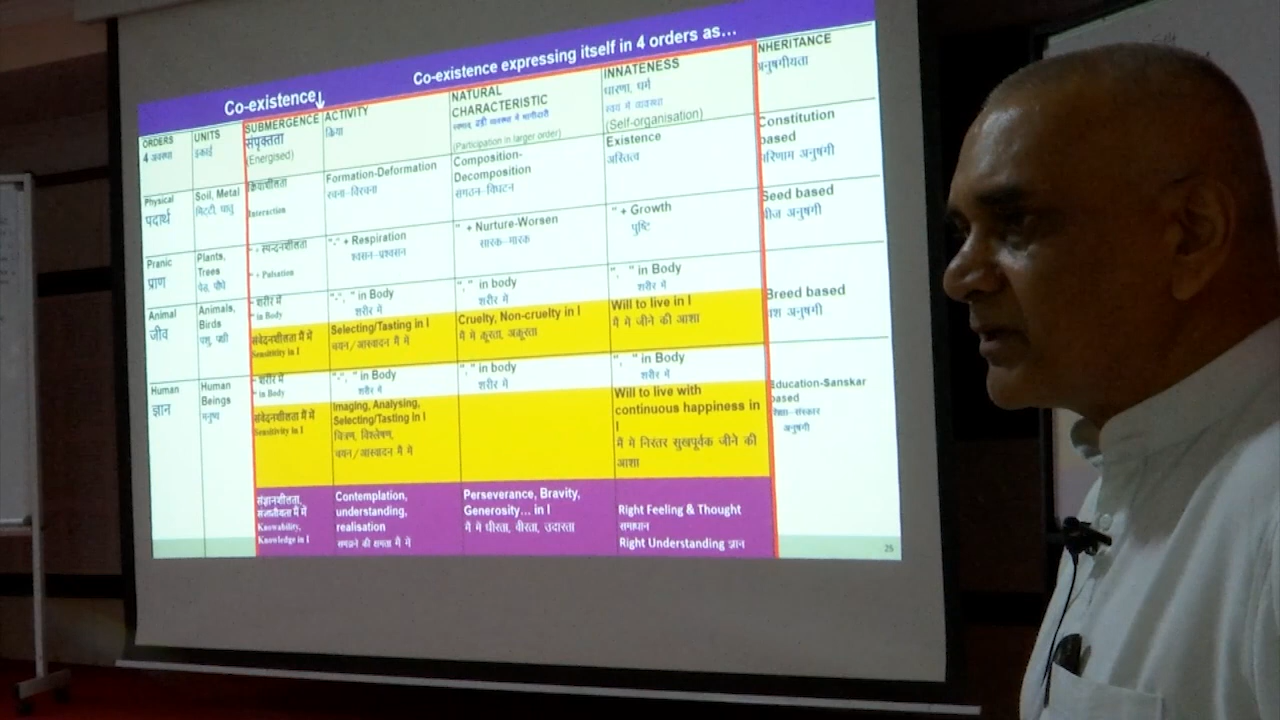 Co-existence expressing itself in 4 orders as...
Co-existence↓
ORDERS
4 अवस्था
UNITS
इकाई
SUBMERGENCE
संपृक्तता
(Energised)
ACTIVITY
क्रिया
NATURAL
CHARACTERISTIC
(Participation in larger order)
INNATENESS
धारणा, धर्म
स्वयं में व्यवस्था
(Self-organisation)
NHERITANCE
अनुषंगीयता
Physical
पदार्थ
Soil, Metal
मिट्टी, धातु
क्रियाशीलता
Interaction
Formation-Deformation
रचना-विरचना
Composition-
Decomposition
संगठन-विघटन
Existence
अस्तित्व
Constitution
based
परिणाम अनुषंगी
Pranic
प्राण
Plants,
Trees
पेड़, पौधे
" + स्पन्दनशीलता
" + Pulsation
"." + Respiration
श्वसन-प्रश्वसन
" + Nurture-Worsen
सारक-मारक
" + Growth
पुष्टि
Seed based
बीज अनुषंगी
Animal
जीव
Animals,
Birds
पशु, पक्षी
" शरीर में
" in Body
संवेदनशीलता मैं में
Sensitivity in I
"." " in Body
शरीर में
Selecting/Tasting in I
चयन/आस्वादन मैं में
"." " in body
शरीर में
Cruelty, Non-cruelty in I
मैं में क्रूरता, अक्रूरता
"." " in Body
शरीर में
Will to live in I
मैं में जीने की आशा
Breed based
वंश अनुषंगी
Human
ज्ञान
Human
Beings
मनुष्य
" शरीर में
" in Body
संवेदनशीलता मैं में
Sensitivity in I
"." " in Body
शरीर में
Imaging, Analysing,
Selecting/Tasting in I
चित्रण, विश्लेषण,
चयन/आस्वादन मैं में
"." " in body
शरीर में
"." " in Body
शरीर में
Will to live with
continuous happiness in
I
मैं में निरंतर सुखपूर्वक जीने की
आशा
Education-Sanskar
based
शिक्षा-संस्कार
अनुषंगी
संज्ञानशीलता,
मैं में
Knowability,
Knowledge in I
Contemplation,
understanding,
realisation
समझने की क्षमता मैं में
Perseverance, Bravity,
Generosity... in I
मैं में धीरता, वीरता, उदारता
Right Feeling & Thought
समाधान
Right Understanding ज्ञान
25